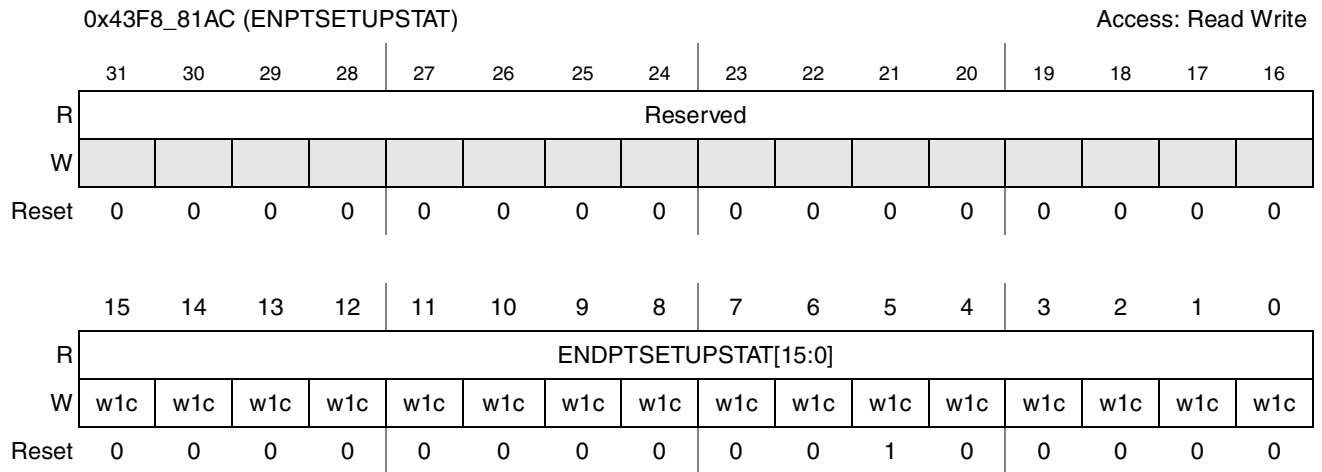 0x43F8_81AC (ENPTSETUPSTAT) Access: Read Write
31 30 29 28 27 26 25 24 23 22 21 20 19 18 17 16
R Reserved
W
Reset 0 0 0 0 0 0 0 0 0 0 0 0 0 0 0 0
15 14 13 12 11 10 9 8 7 6 5 4 3 2 1 0
R ENDPTSETUPSTAT[15:0]
W w1c w1c w1c w1c w1c w1c w1c w1c w1c w1c w1c w1c w1c w1c w1c w1c
Reset 0 0 0 0 0 0 0 0 0 0 1 0 0 0 0 0